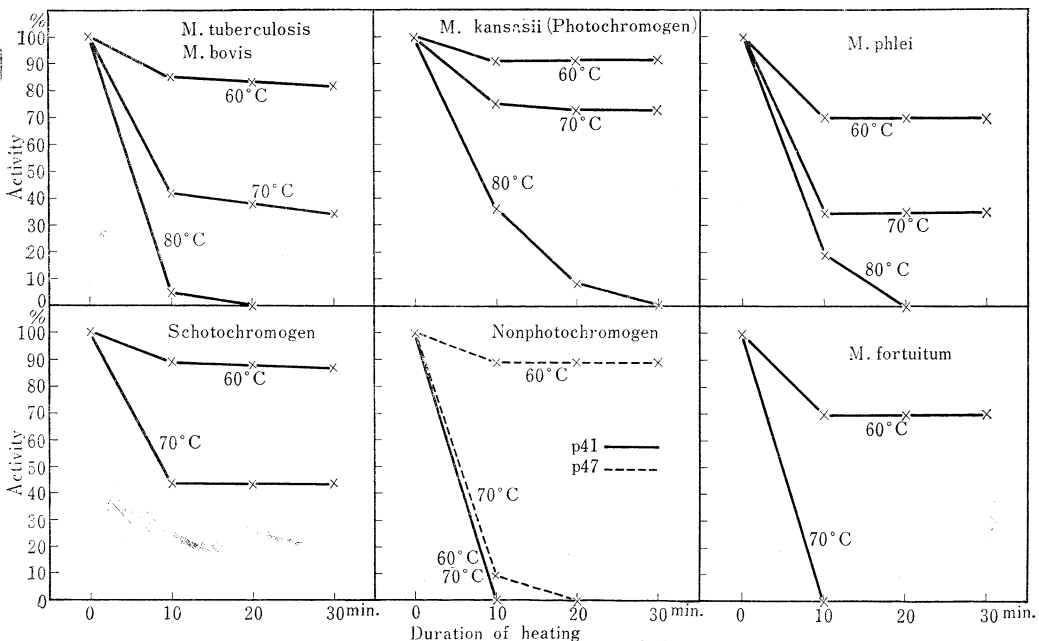 %
100
90
80
70
60
50
40
30
20
10
0
Activity
M. tuberculosis
M. bovis
60°C
70°C
80°C
M. kansasii (Photochromogen)
60°C
70°C
80°C
M. phlei
60°C
70°C
80°C
%
100
90
80
70
60
50
40
30
20
10
0
Activity
Schotochromogen
60°C
70°C
0 10 20 30 min.
Nonphotochromogen
60°C
p41
p47
70°C
60°C
70°C
0 10 20 30 min.
M. fortuitum
60°C
70°C
0 10 20 30 min.
Duration of heating